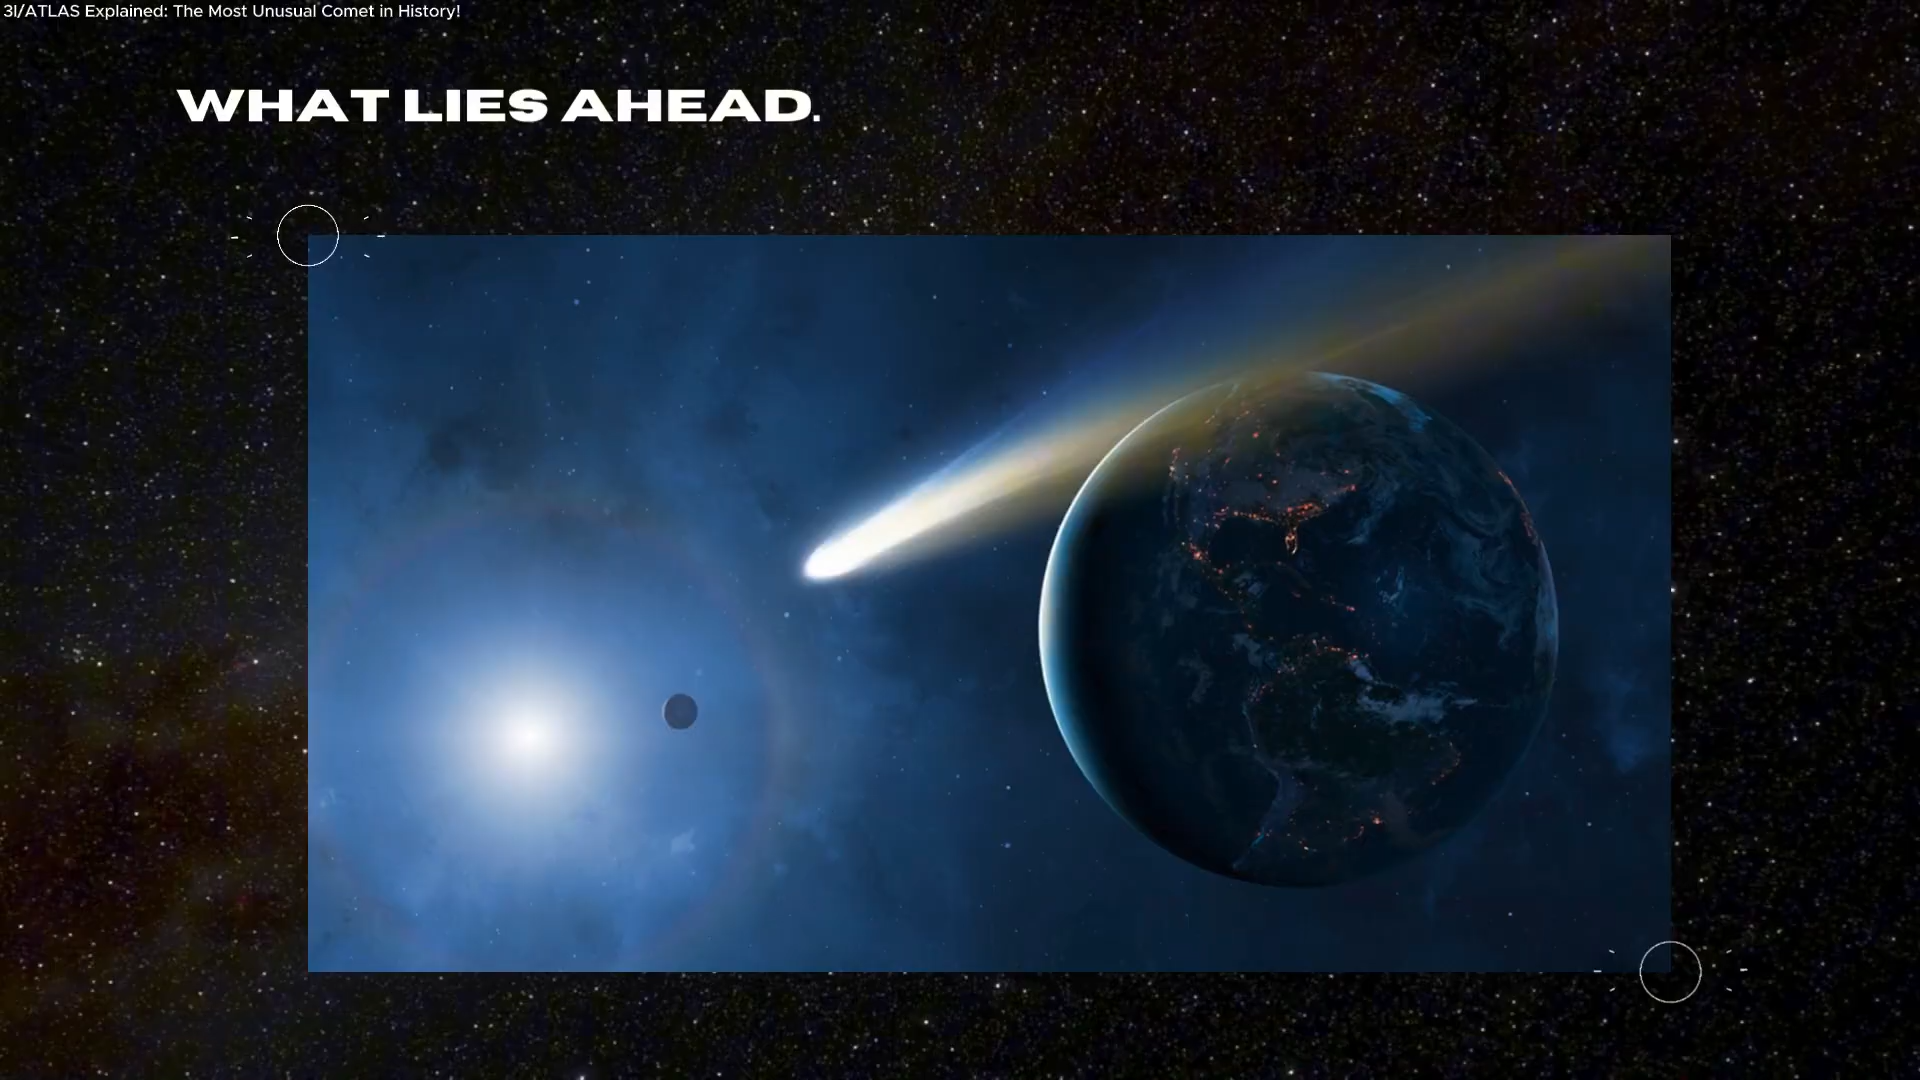 3I/ATLAS Explained: The Most Unusual Comet in History!
WHAT LIES AHEAD.